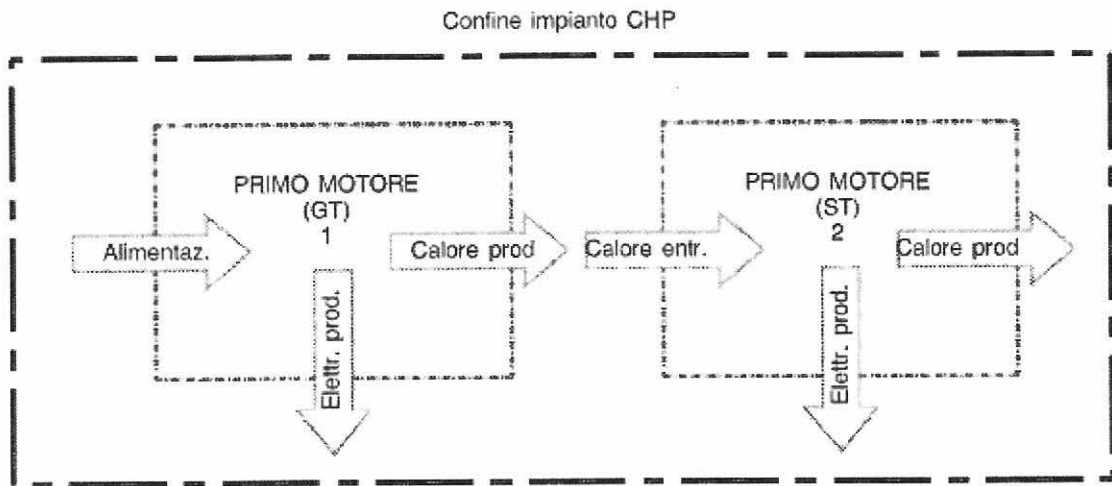 Confine impianto CHP
PRIMO MOTORE
(GT)
1
Alimentaz.
Calore prod
Elettr. prod.
PRIMO MOTORE
(ST)
2
Calore entr.
Calore prod
Elettr. prod.